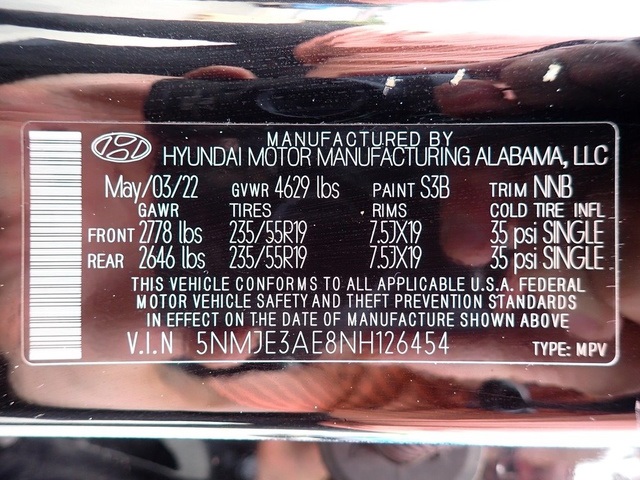 MANUFACTURED BY
HYUNDAI MOTOR MANUFACTURING ALABAMA, LLC
May/03/22 GVWR 4629 lbs PAINT S3B TRIM NNB
GAWR TIRES RIMS COLD TIRE INFL
FRONT 2778 lbs 235/55R19 7.5JX19 35 psi SINGLE
REAR 2646 lbs 235/55R19 7.5JX19 35 psi SINGLE
THIS VEHICLE CONFORMS TO ALL APPLICABLE U.S.A. FEDERAL
MOTOR VEHICLE SAFETY AND THEFT PREVENTION STANDARDS
IN EFFECT ON THE DATE OF MANUFACTURE SHOWN ABOVE
V.I.N 5NMJE3AE8NH126454 TYPE: MPV